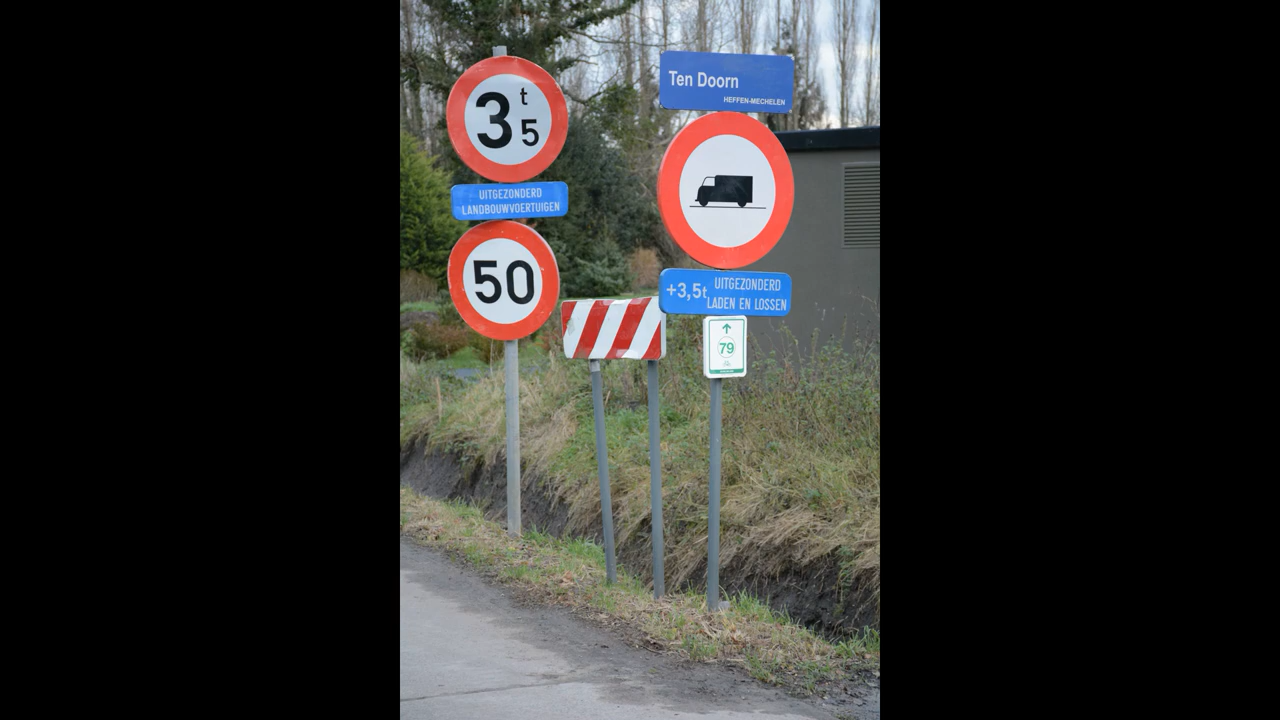 3 t 5
UITGEZONDERD
LANDBOUWVOERTUIGEN
50
Ten Doorn
HEFFEN-MECHELEN
+3,5t UITGEZONDERD
LADEN EN LOSSEN
79